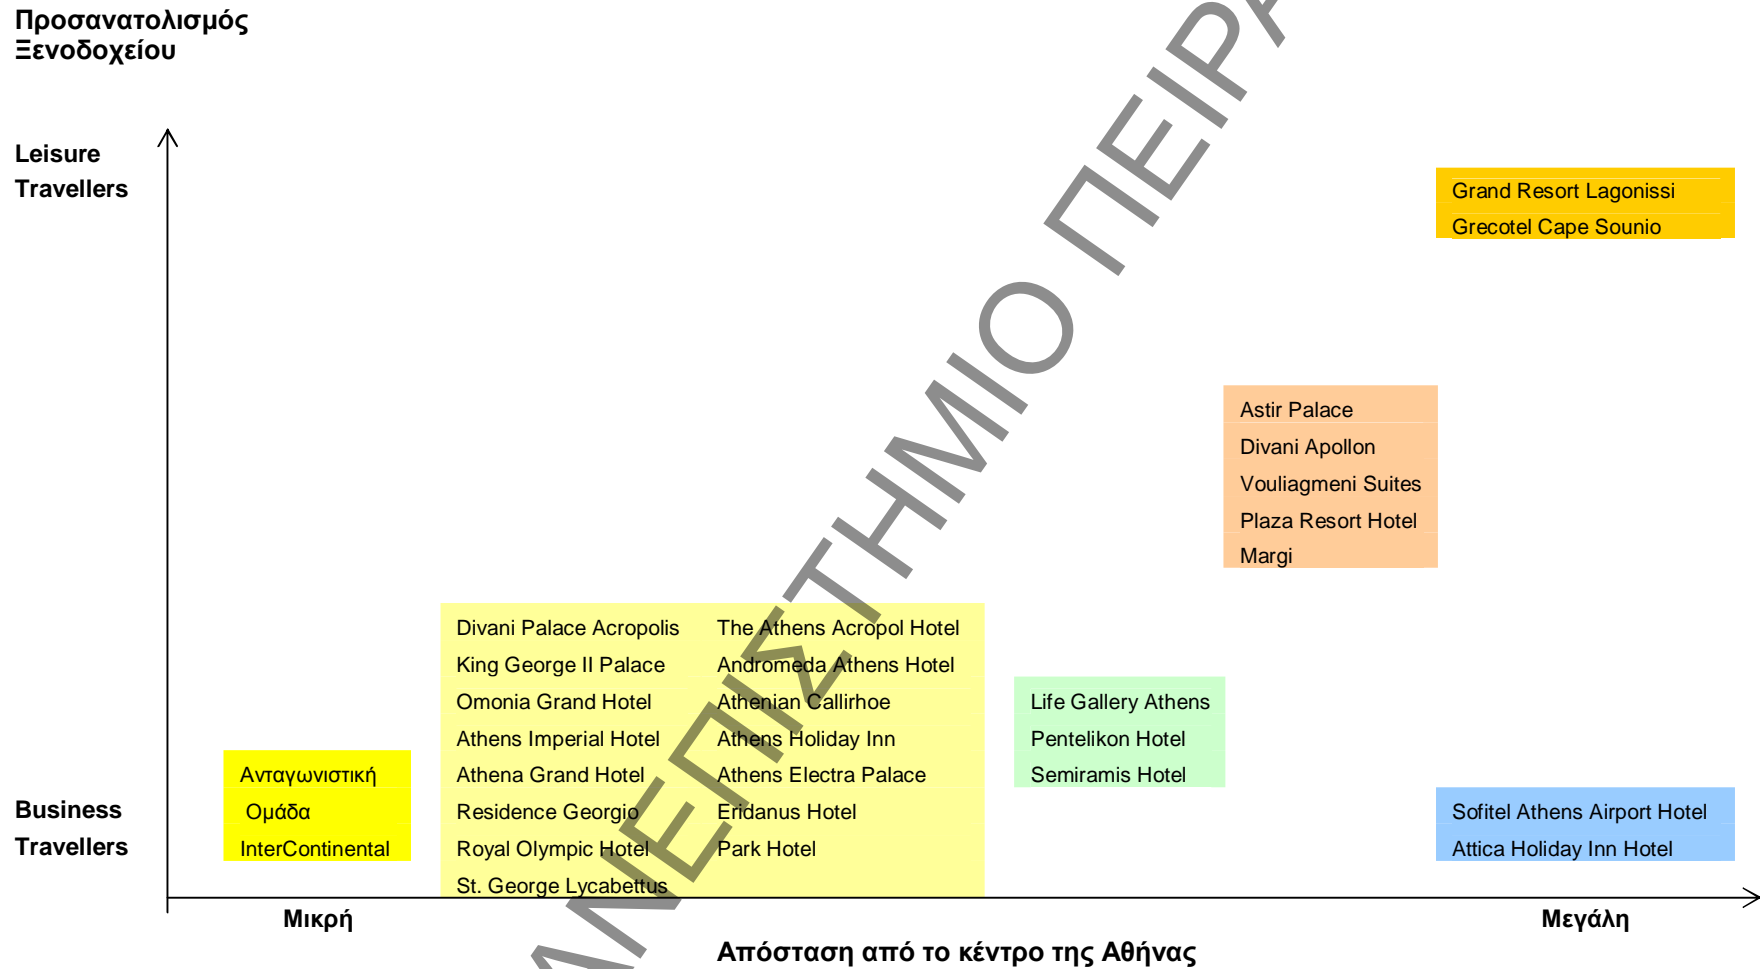 Προσανατολισμός
Ξενοδοχείου
Leisure
Travellers
Grand Resort Lagonissi
Grecotel Cape Sounio
Astir Palace
Divani Apollon
Vouliagmeni Suites
Plaza Resort Hotel
Margi
Divani Palace Acropolis The Athens Acropol Hotel
King George II Palace Andromeda Athens Hotel
Omonia Grand Hotel Athenian Callirhoe
Athens Imperial Hotel Athens Holiday Inn
Athena Grand Hotel Athens Electra Palace
Residence Georgio Eridanus Hotel
Royal Olympic Hotel Park Hotel
St. George Lycabettus
Life Gallery Athens
Pentelikon Hotel
Semiramis Hotel
Ανταγωνιστική
Ομάδα
InterContinental
Business
Travellers
Sofitel Athens Airport Hotel
Attica Holiday Inn Hotel
Μικρή Μεγάλη
Απόσταση από το κέντρο της Αθήνας
ΑΝΕΠΙΣΤΗΜΙΟ ΠΕΙΡΑ